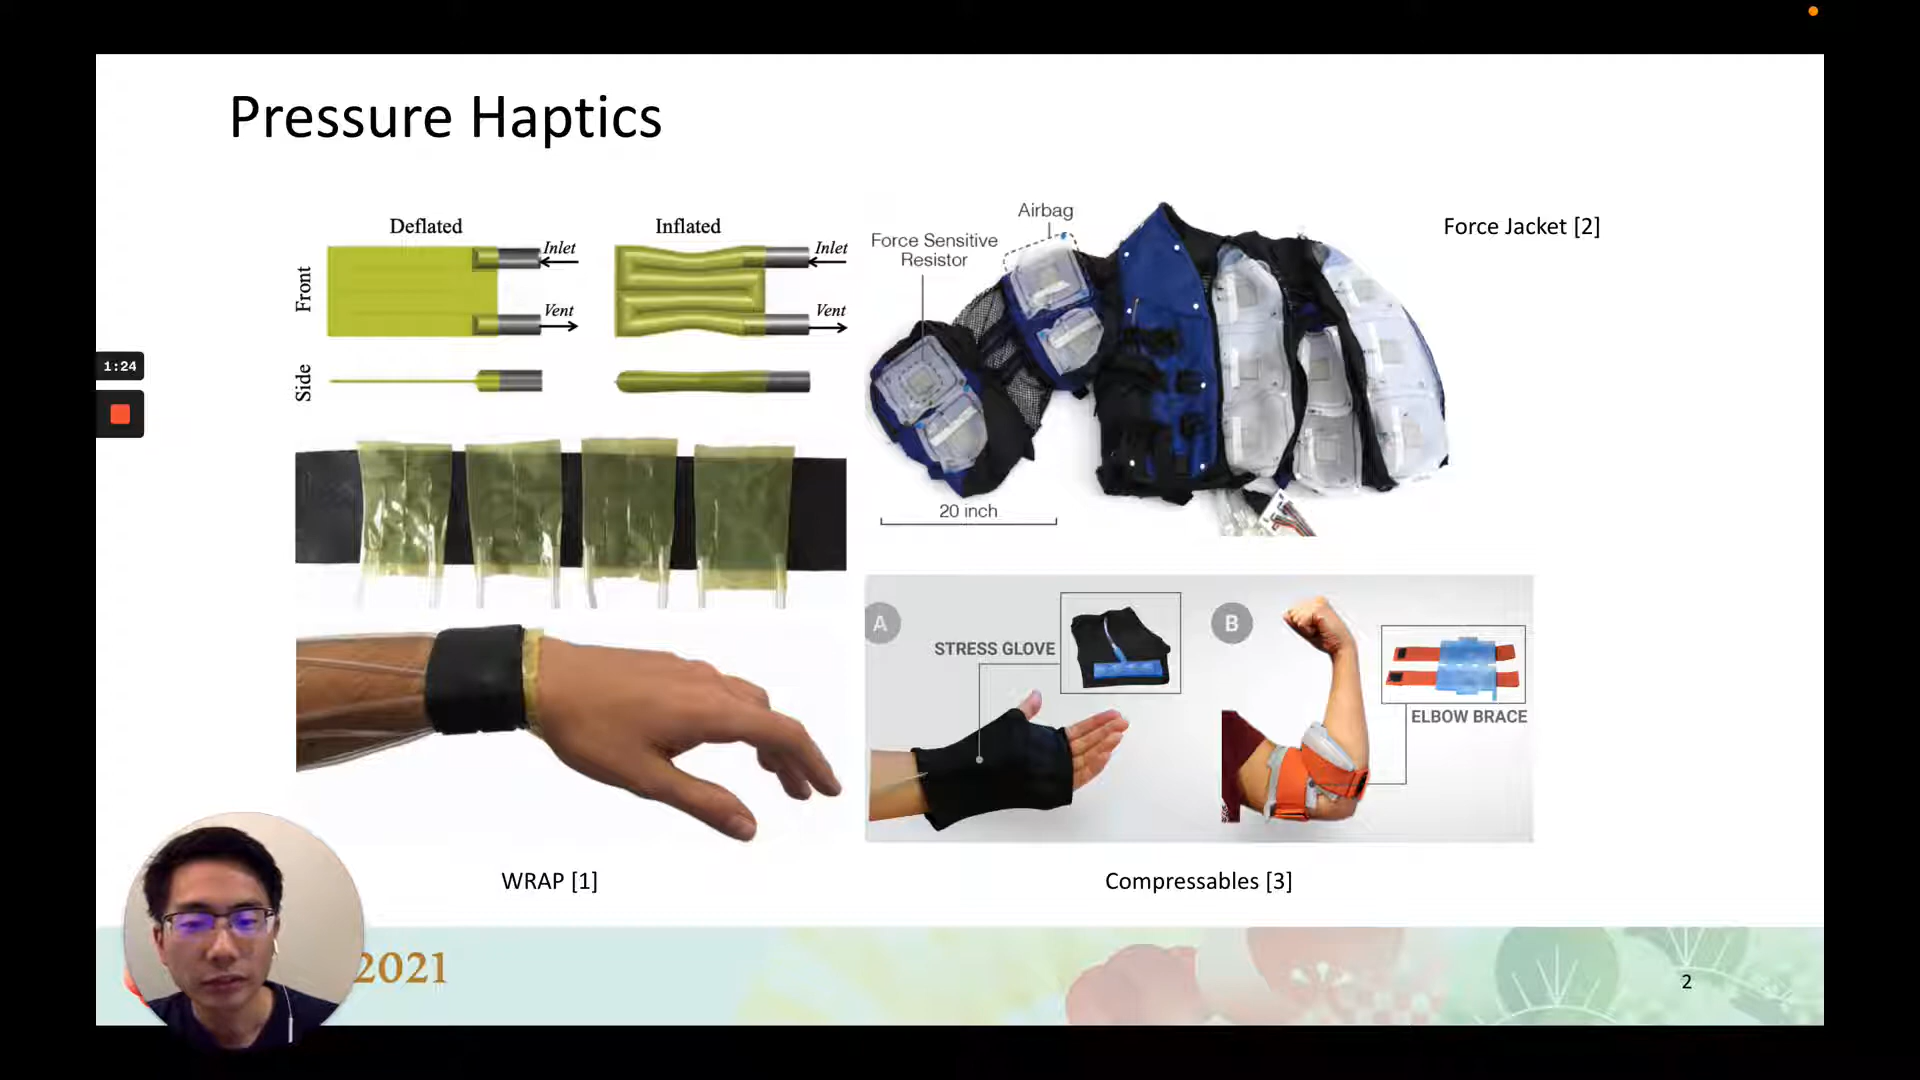 Pressure Haptics
Deflated
Inflated
Front
Inlet
Vent
Inlet
Vent
Side
WRAP [1]
Airbag
Force Sensitive
Resistor
20 inch
Force Jacket [2]
A
STRESS GLOVE
B
ELBOW BRACE
Compressables [3]
1:24
2021
2